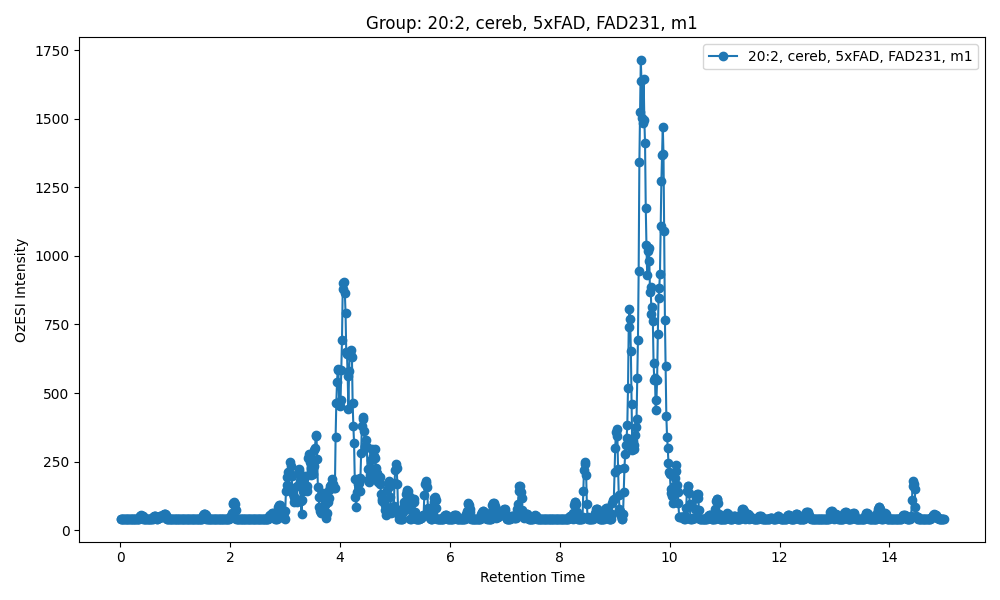 Group: 20:2, cereb, 5xFAD, FAD231, m1
20:2, cereb, 5xFAD, FAD231, m1
OzESI Intensity
1750
1500
1250
1000
750
500
250
0
0 2 4 6 8 10 12 14
Retention Time